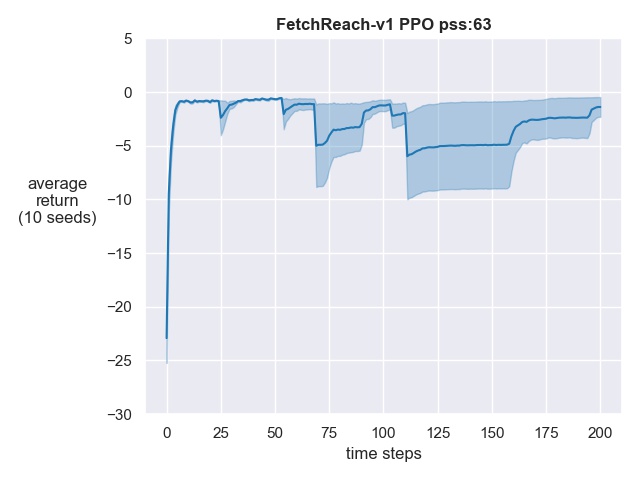 FetchReach-v1 PPO pss:63
5
0
−5
−10
−15
−20
−25
−30
average
return
(10 seeds)
0 25 50 75 100 125 150 175 200
time steps